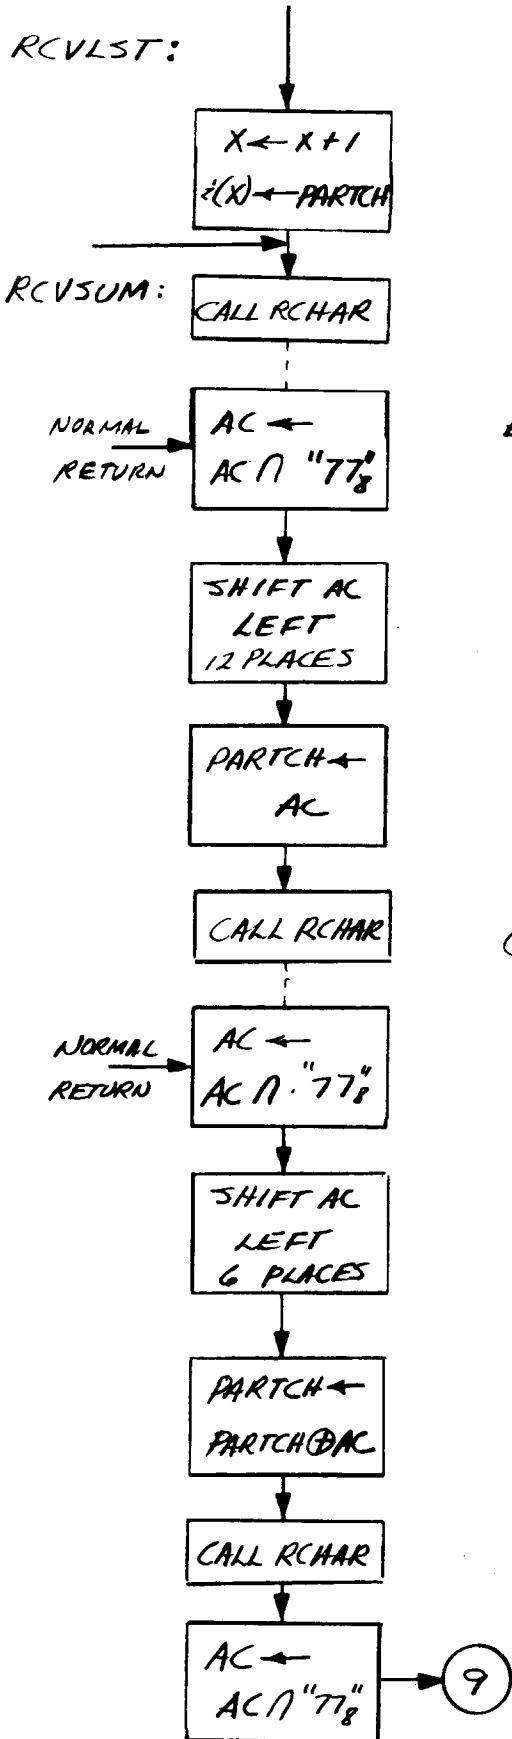 RCVLST:
X ← X + 1
i(X) ← PARTCH
RCVSUM:
CALL RCHAR
NORMAL
RETURN
AC ←
AC ∩ "77₈"
SHIFT AC
LEFT
12 PLACES
PARTCH ←
AC
CALL RCHAR
NORMAL
RETURN
AC ←
AC ∩ "77₈"
SHIFT AC
LEFT
6 PLACES
PARTCH ←
PARTCH ⊕ AC
CALL RCHAR
AC ←
AC ∩ "77₈"
9